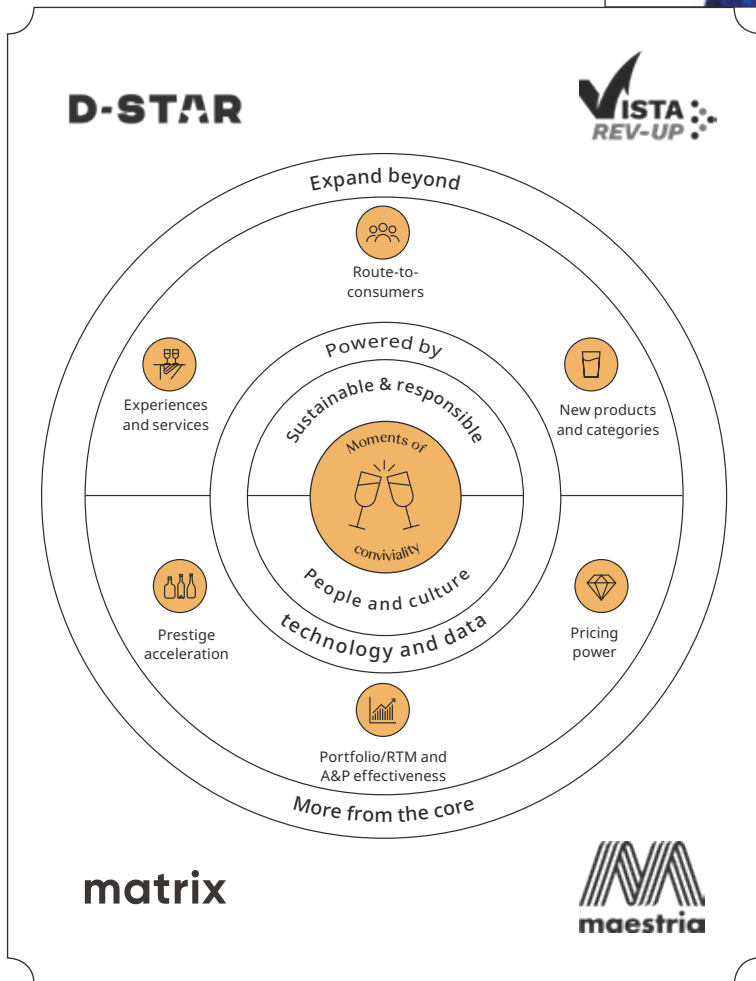 D-STAR
VISTA
REV-UP
Expand beyond
Route-to-
consumers
Experiences
and services
New products
and categories
Powered by
Sustainable & responsible
Moments of
conviviality
People and culture
technology and data
Prestige
acceleration
Pricing
power
Portfolio/RTM and
A&P effectiveness
More from the core
matrix
maestria